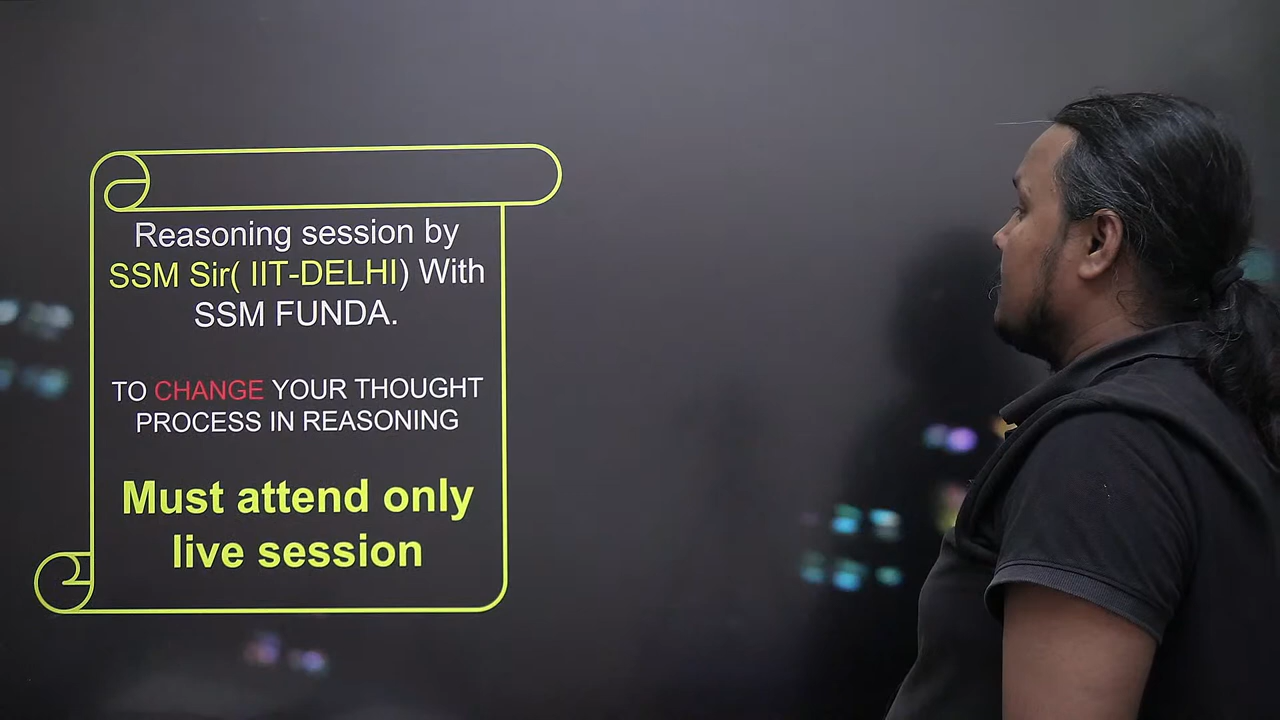 Reasoning session by
SSM Sir( IIT-DELHI) With
SSM FUNDA.
TO CHANGE YOUR THOUGHT
PROCESS IN REASONING
Must attend only
live session